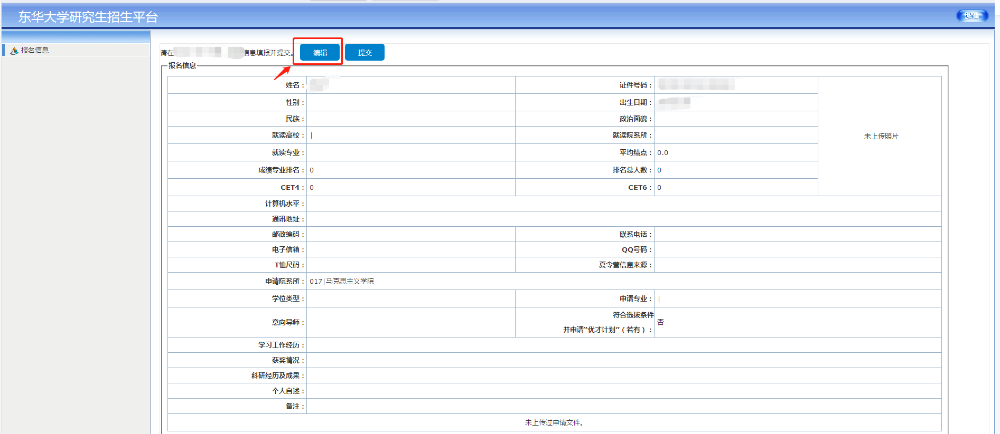 东华大学研究生招生平台
退出
报名信息
请在 信息填报并提交。 编辑 提交
报名信息
姓名： 证件号码：
性别： 出生日期：
民族： 政治面貌：
未上传照片
就读高校： | 就读院系所：
就读专业： 平均绩点： 0.0
成绩专业排名： 0 排名总人数： 0
CET4： 0 CET6： 0
计算机水平：
通讯地址：
邮政编码： 联系电话：
电子信箱： QQ号码：
T恤尺码： 夏令营信息来源：
申请院系所： 017|马克思主义学院
学位类型： 申请专业： |
意向导师： 符合选拔条件
并申请“优才计划”（若有）： 否
学习工作经历：
获奖情况：
科研经历及成果：
个人自述：
备注：
未上传过申请文件。